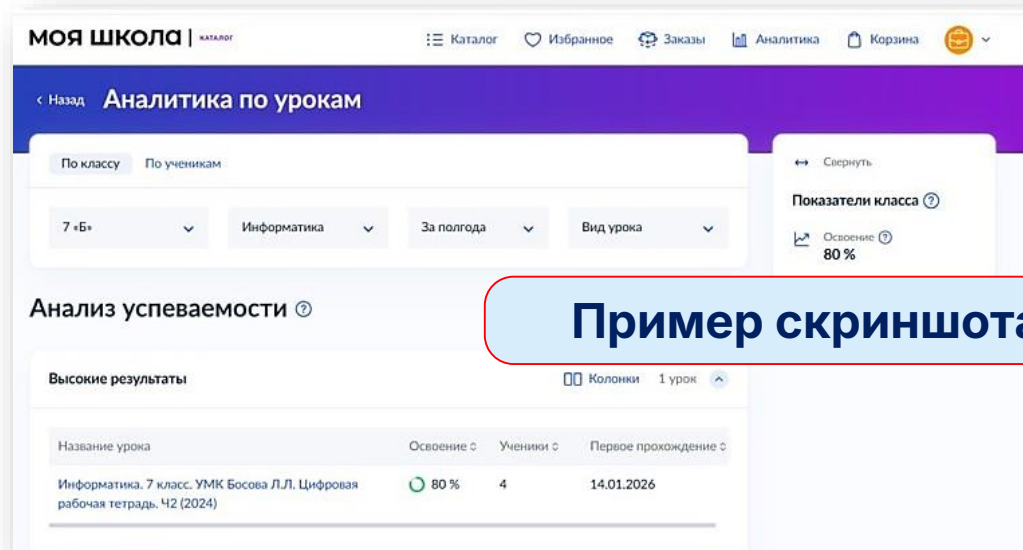 МОЯ ШКОЛА | КАТАЛОГ
Каталог Избранное Заказы Аналитика Корзина
< Назад Аналитика по урокам
По классу По ученикам
7 «Б» Информатика За полгода Вид урока
Свернуть
Показатели класса ?
Освоение ?
80 %
Анализ успеваемости ?
Пример скриншота
Высокие результаты Колонки 1 урок
Название урока Освоение Ученики Первое прохождение
Информатика. 7 класс. УМК Босова Л.Л. Цифровая 80 % 4 14.01.2026
рабочая тетрадь. Ч2 (2024)